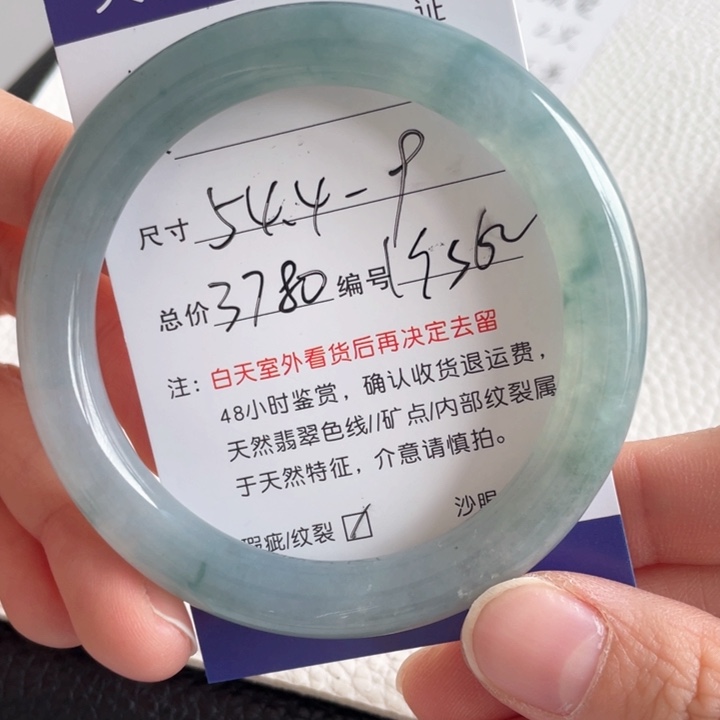 证
尺寸 54.4-9
总价 3780 编号 19562
注：白天室外看货后再决定去留
48小时鉴赏，确认收货退运费，
天然翡翠色线//矿点/内部纹裂属
于天然特征，介意请慎拍。
瑕疵/纹裂 ☑ 沙眼